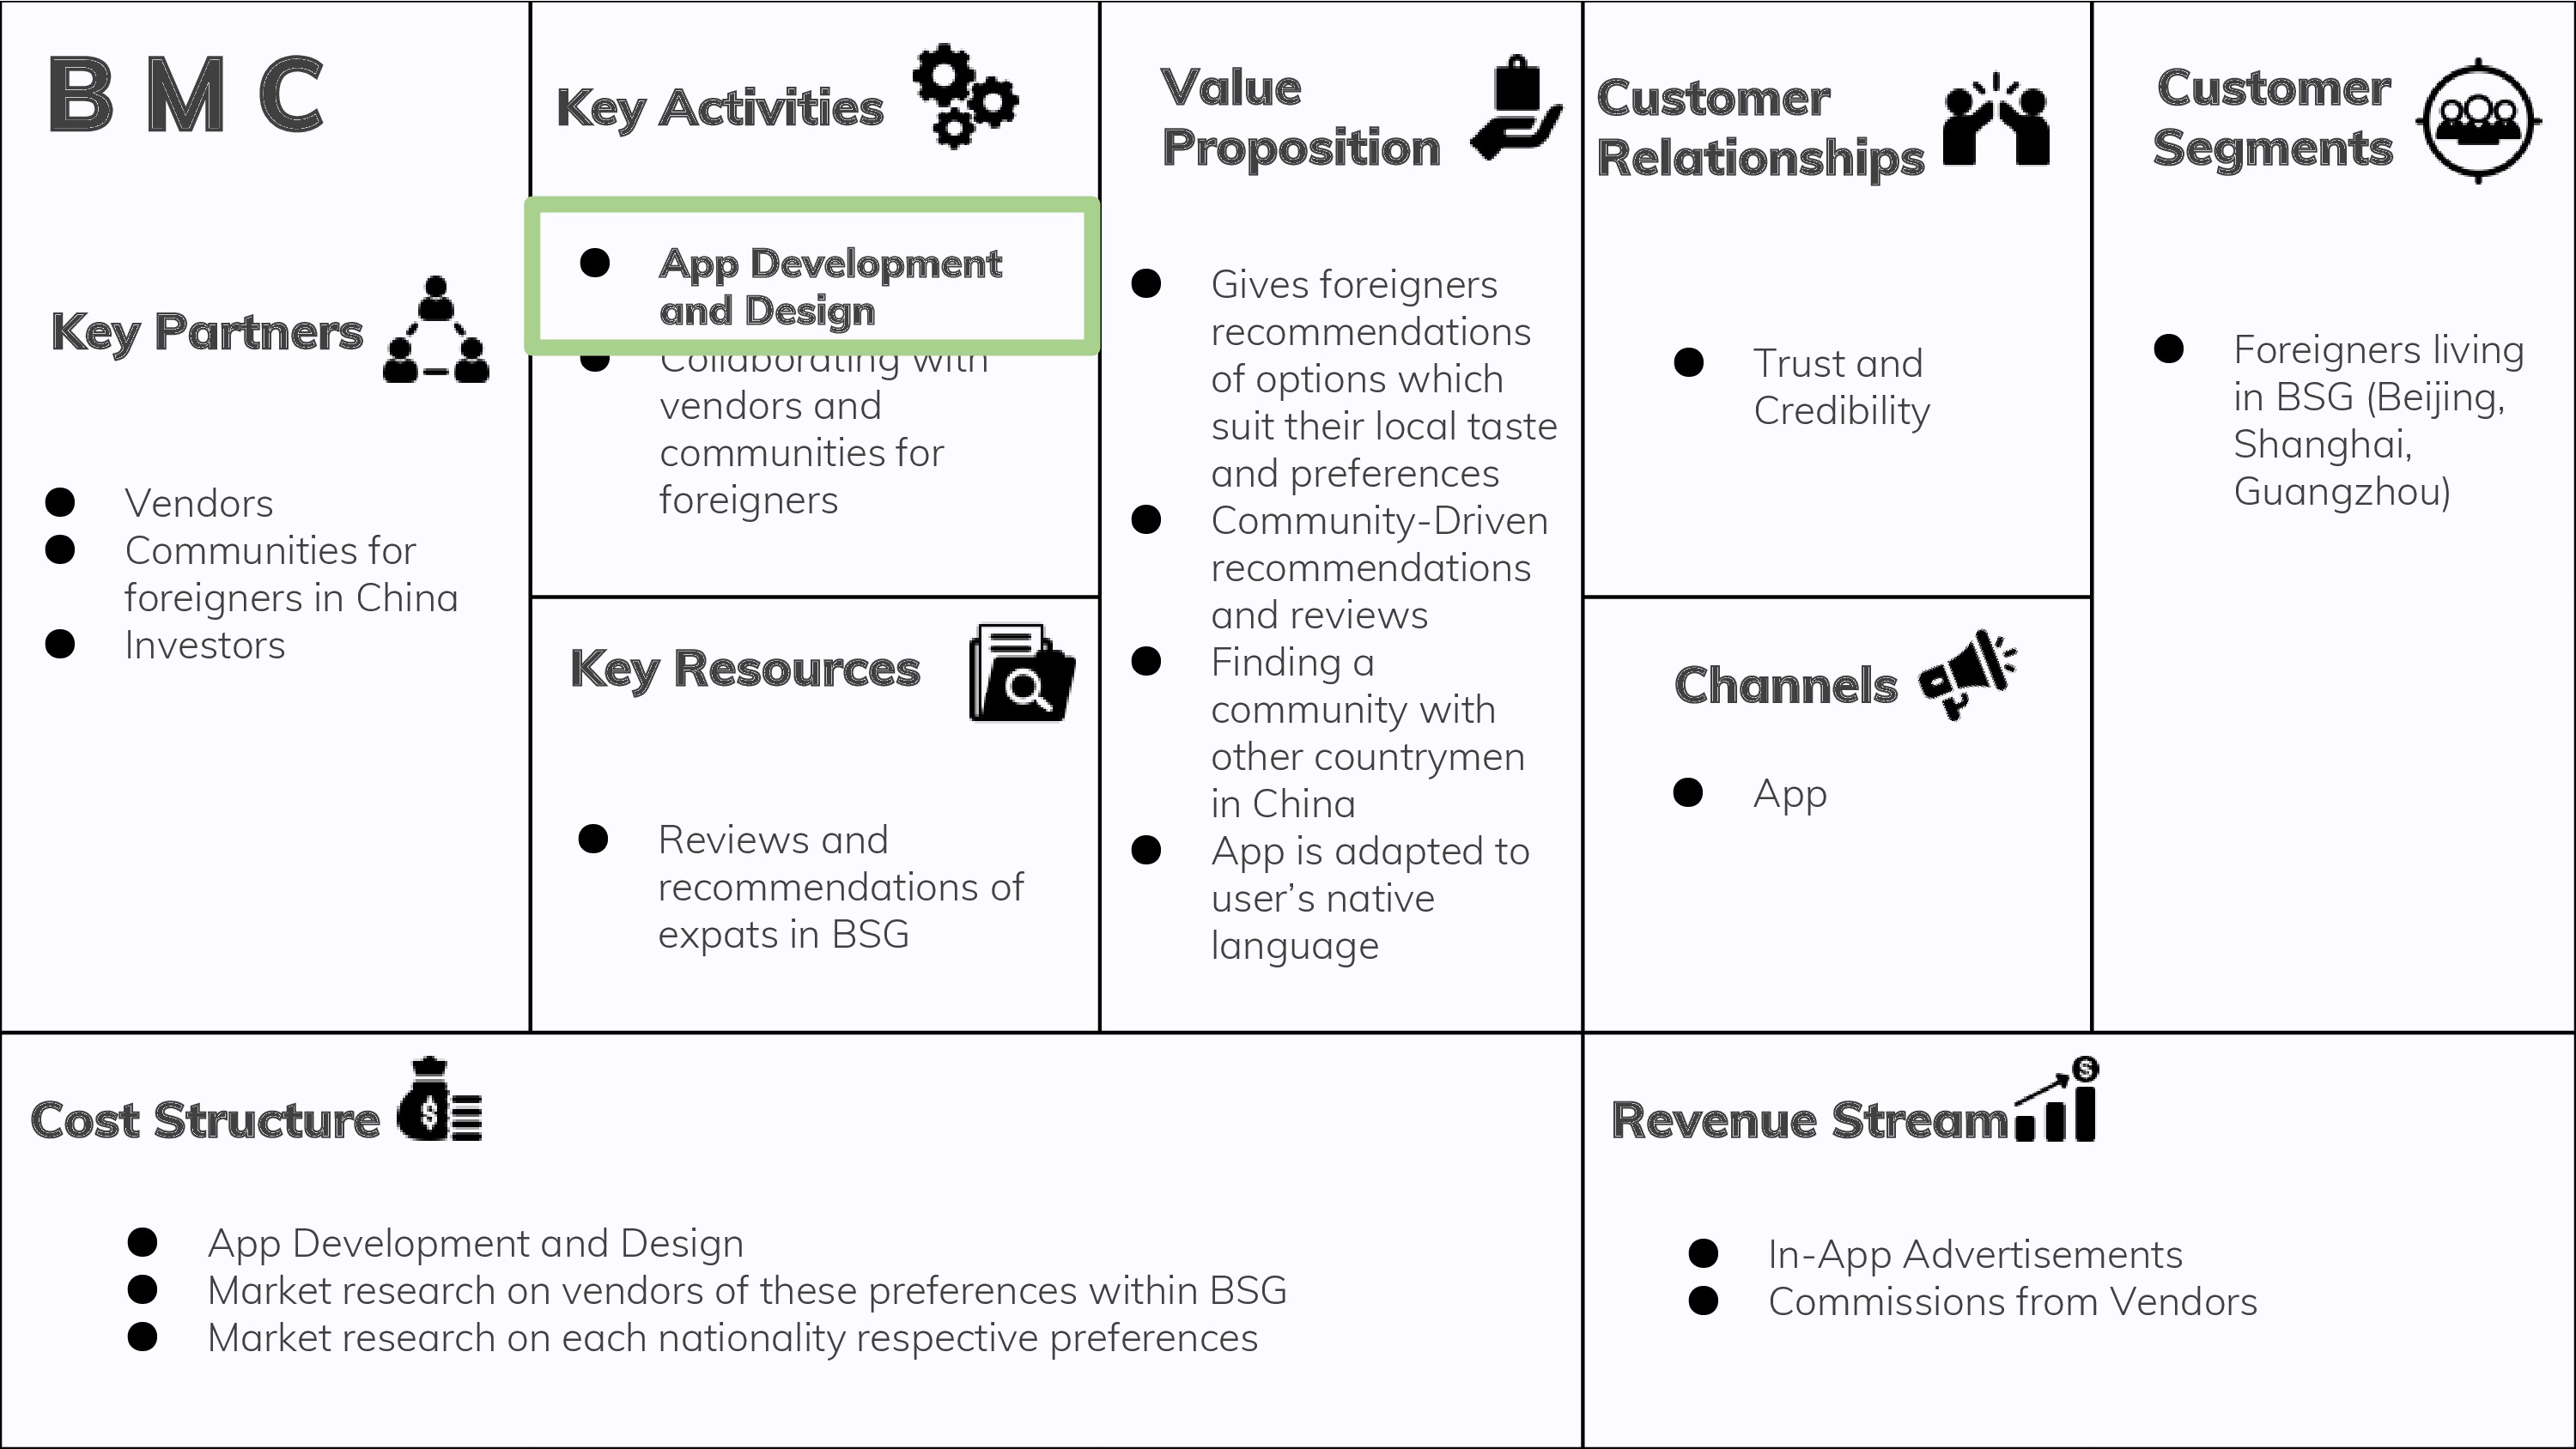 B M C
Key Partners
● Vendors
● Communities for
foreigners in China
● Investors
Key Activities
● App Development
and Design
● Collaborating with
vendors and
communities for
foreigners
Key Resources
● Reviews and
recommendations of
expats in BSG
Value
Proposition
● Gives foreigners
recommendations
of options which
suit their local taste
and preferences
● Community-Driven
recommendations
and reviews
● Finding a
community with
other countrymen
in China
● App is adapted to
user’s native
language
Customer
Relationships
● Trust and
Credibility
Channels
● App
Customer
Segments
● Foreigners living
in BSG (Beijing,
Shanghai,
Guangzhou)
Cost Structure
● App Development and Design
● Market research on vendors of these preferences within BSG
● Market research on each nationality respective preferences
Revenue Stream
● In-App Advertisements
● Commissions from Vendors